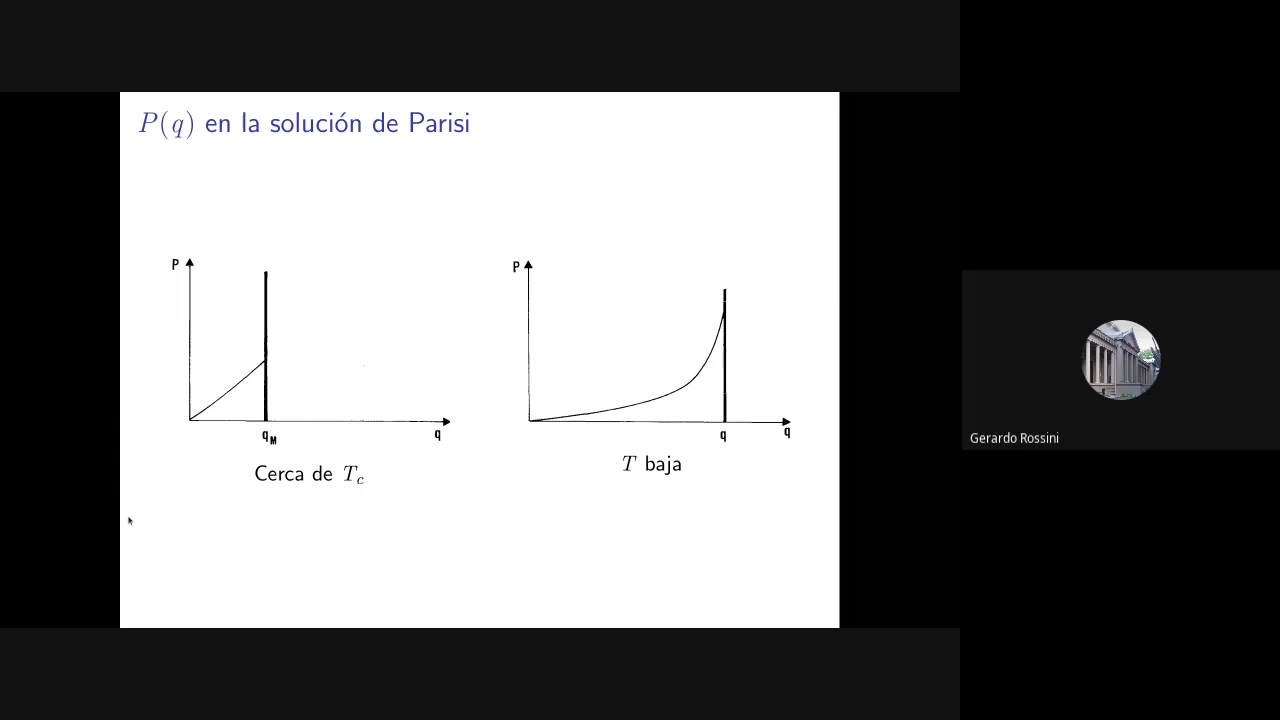 P(q) en la solución de Parisi
P
q_M
q
Cerca de T_c
P
q
q
T baja
Gerardo Rossini